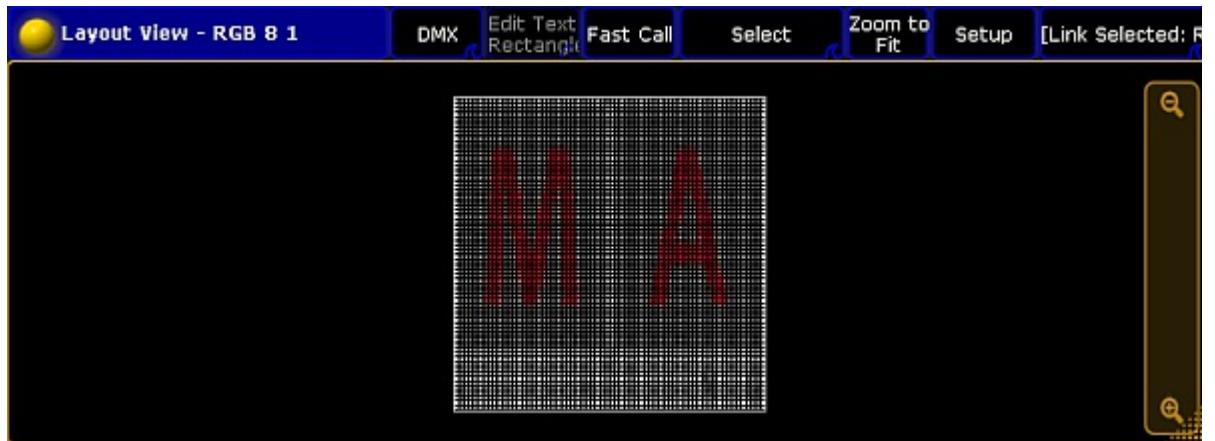 Layout View - RGB 8 1
DMX
Edit Text
Rectangle
Fast Call
Select
Zoom to
Fit
Setup
[Link Selected: R
M A